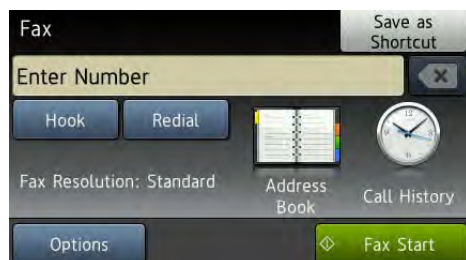 Fax
Save as
Shortcut
Enter Number
Hook
Redial
Fax Resolution: Standard
Address
Book
Call History
Options
Fax Start